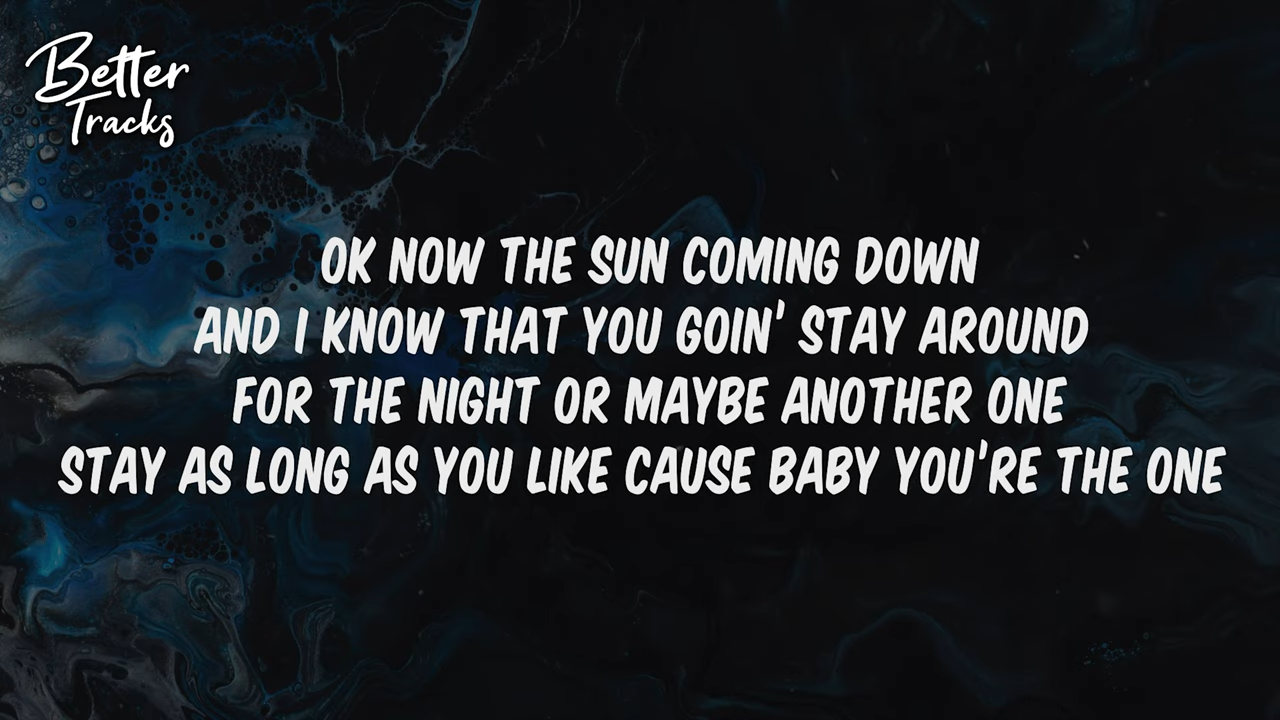 Better
Tracks
OK NOW THE SUN COMING DOWN
AND I KNOW THAT YOU GOIN' STAY AROUND
FOR THE NIGHT OR MAYBE ANOTHER ONE
STAY AS LONG AS YOU LIKE CAUSE BABY YOU'RE THE ONE